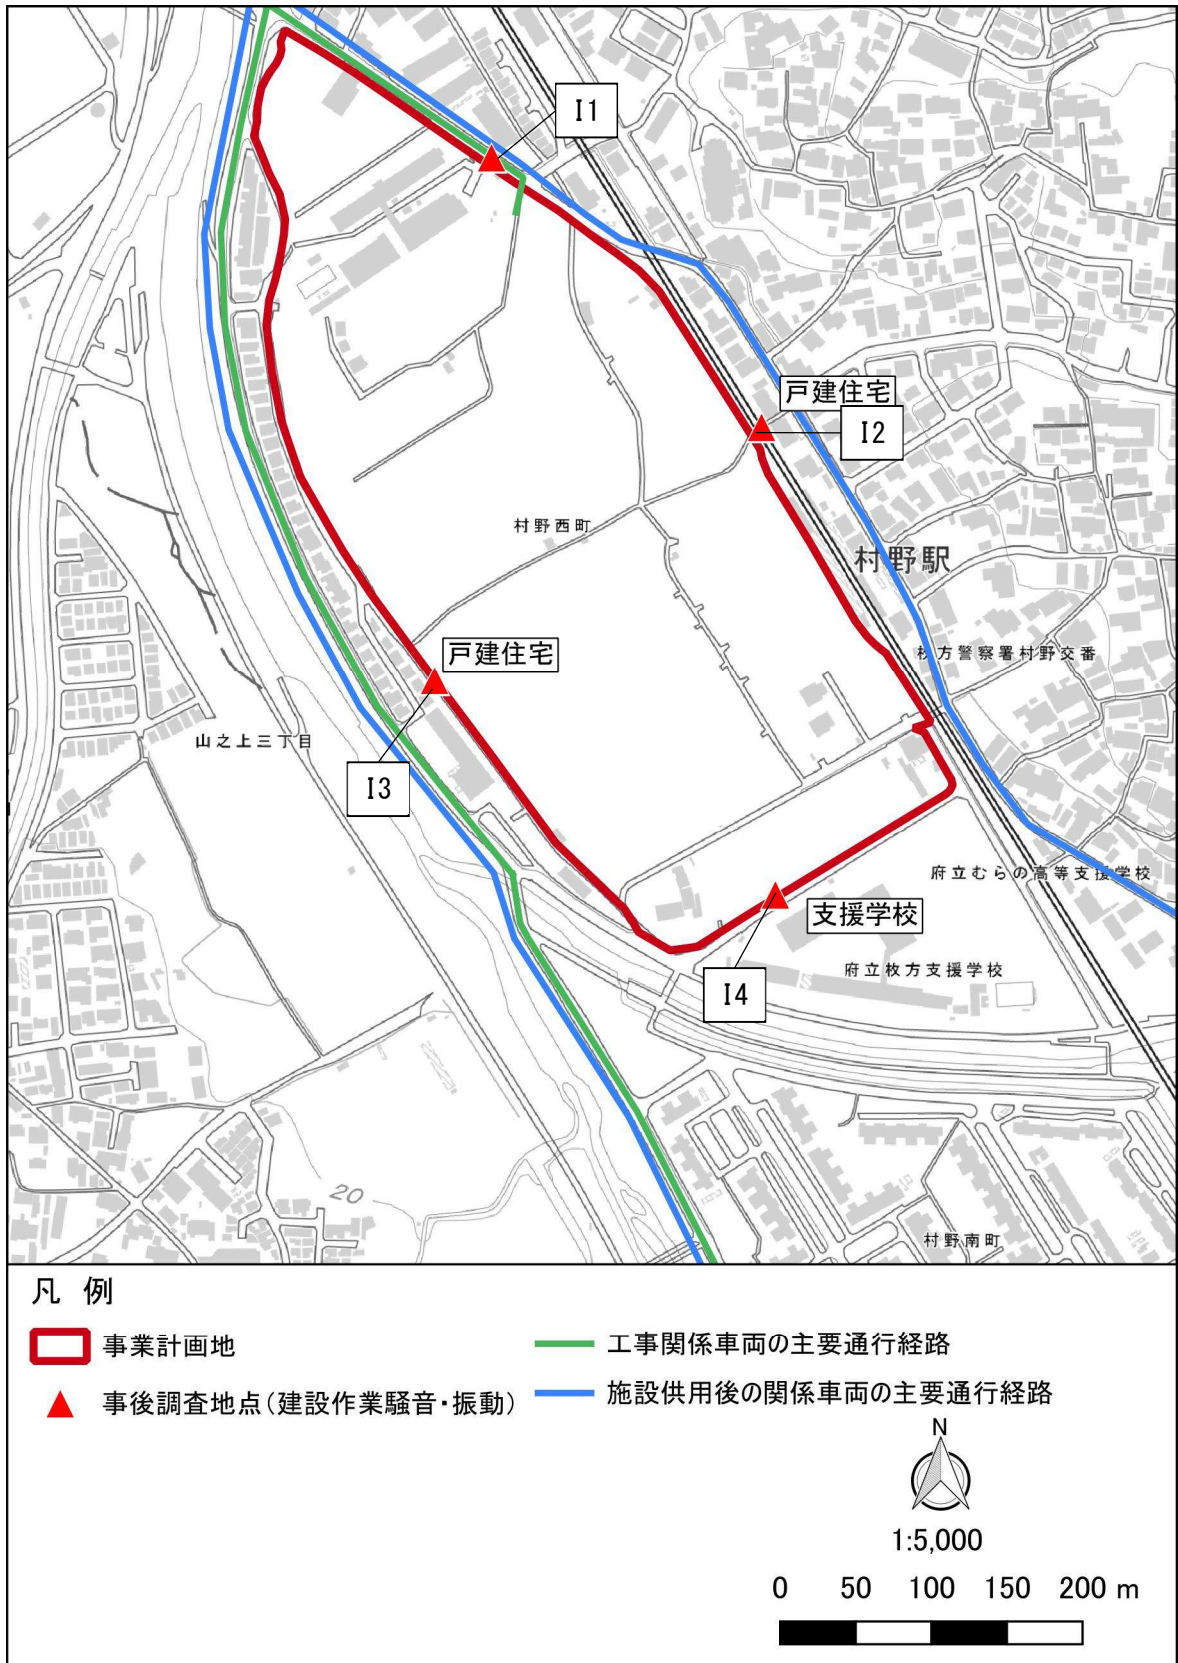 I1
戸建住宅
I2
村野西町
村野駅
枚方警察署村野交番
戸建住宅
山之上三丁目
I3
府立むらの高等支援学校
支援学校
府立枚方支援学校
I4
20
村野南町
凡 例
事業計画地
工事関係車両の主要通行経路
事後調査地点(建設作業騒音・振動)
施設供用後の関係車両の主要通行経路
N
1:5,000
0 50 100 150 200 m